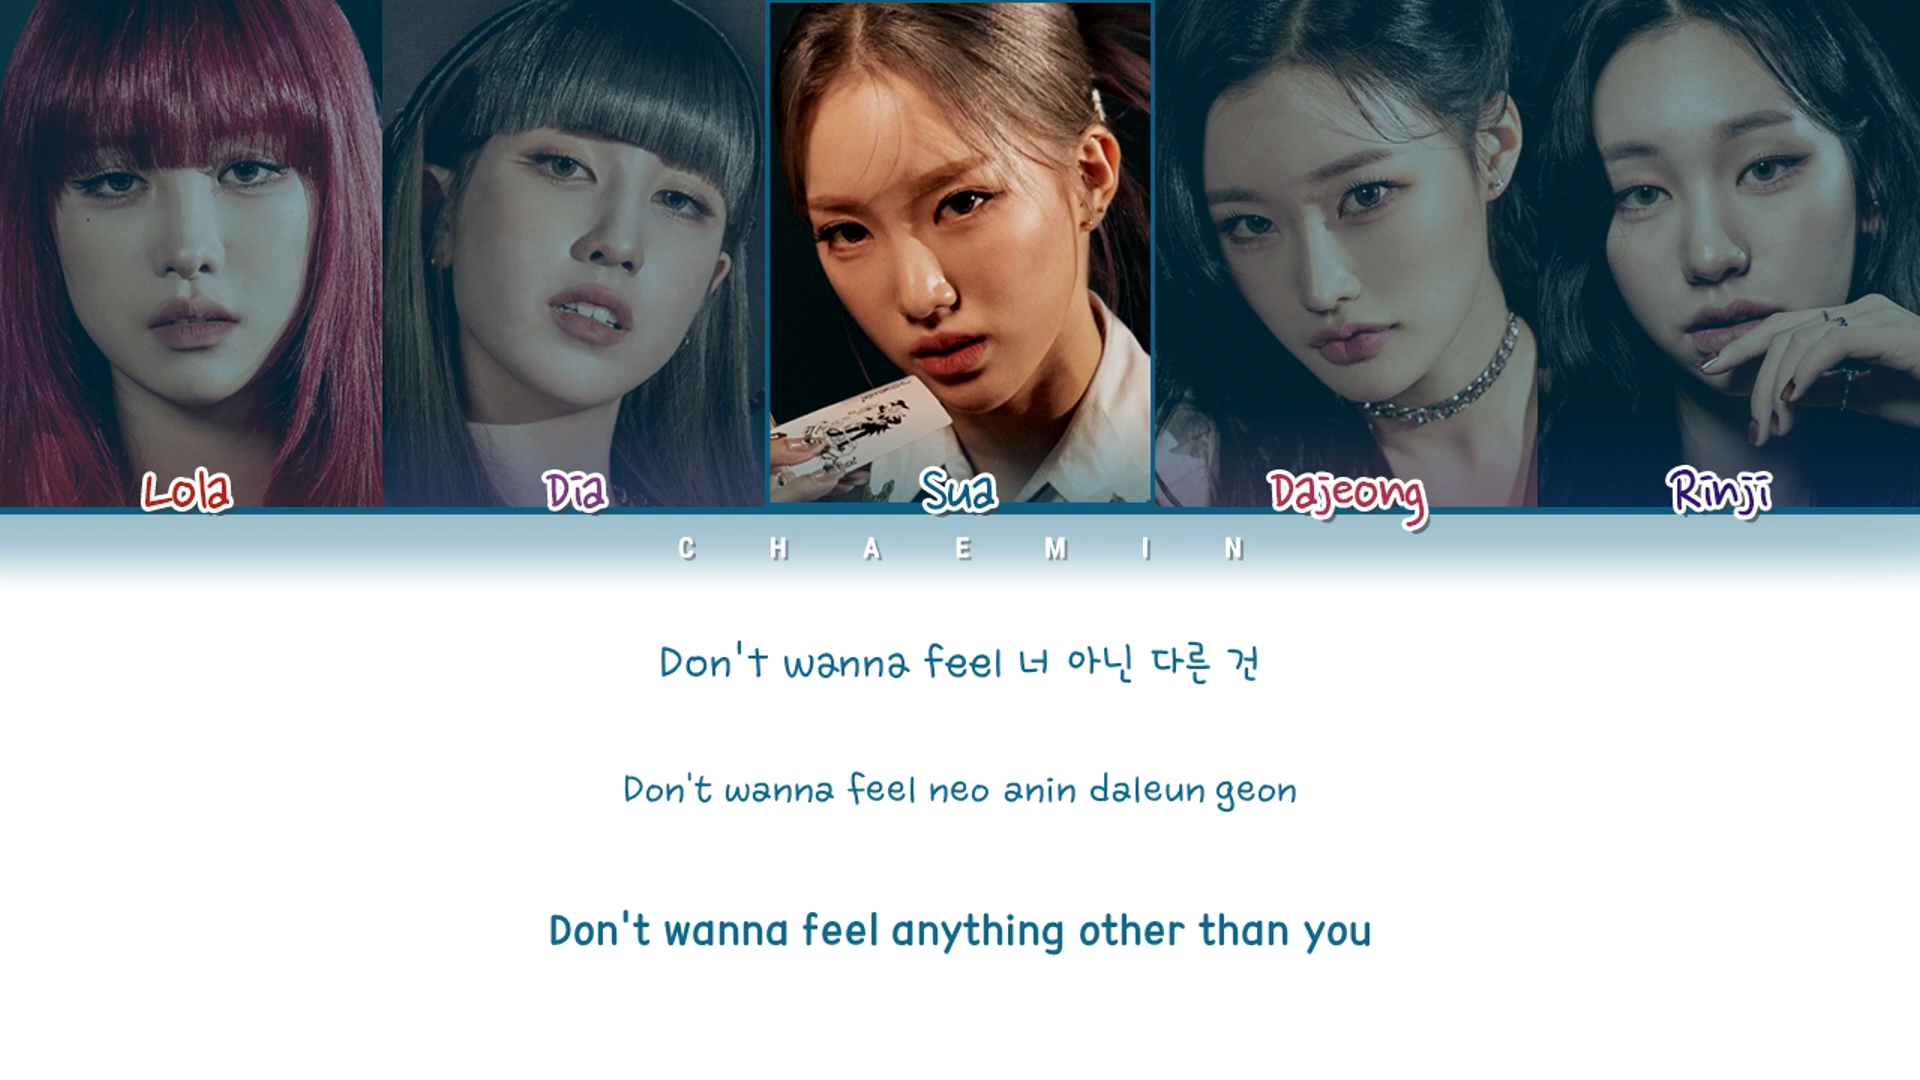 Lola
Dia
Sua
Dajeong
Rinji
CHAEMIN
Don't wanna feel 너 아닌 다른 건
Don't wanna feel neo anin daleun geon
Don't wanna feel anything other than you